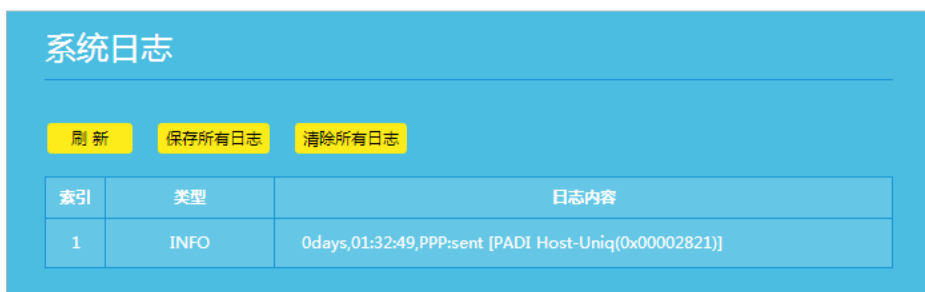 系统日志
刷 新 保存所有日志 清除所有日志
索引 类型 日志内容
1 INFO 0days,01:32:49,PPP:sent [PADI Host-Uniq(0x00002821)]